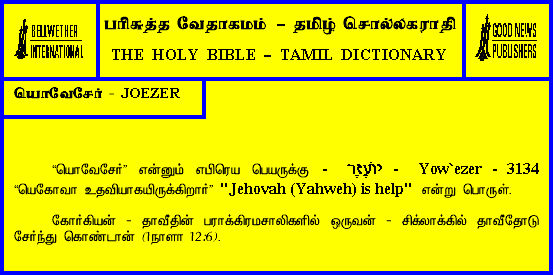 BELLWETHER
INTERNATIONAL
பரிசுத்த வேதாகமம் – தமிழ் சொல்லகராதி
THE HOLY BIBLE – TAMIL DICTIONARY
GOOD NEWS
PUBLISHERS
யொவேசேர் - JOEZER
“யொவேசேர்” என்னும் எபிரெய பெயருக்கு - יוֹעֶזֶר - Yow`ezer - 3134
“யெகோவா உதவியாகயிருக்கிறார்” "Jehovah (Yahweh) is help" என்று பொருள்.
கோர்கியன் - தாவீதின் பராக்கிரமசாலிகளில் ஒருவன் - சிக்லாக்கில் தாவீதோடு
சேர்ந்து கொண்டான் (1நாளா 12:6).